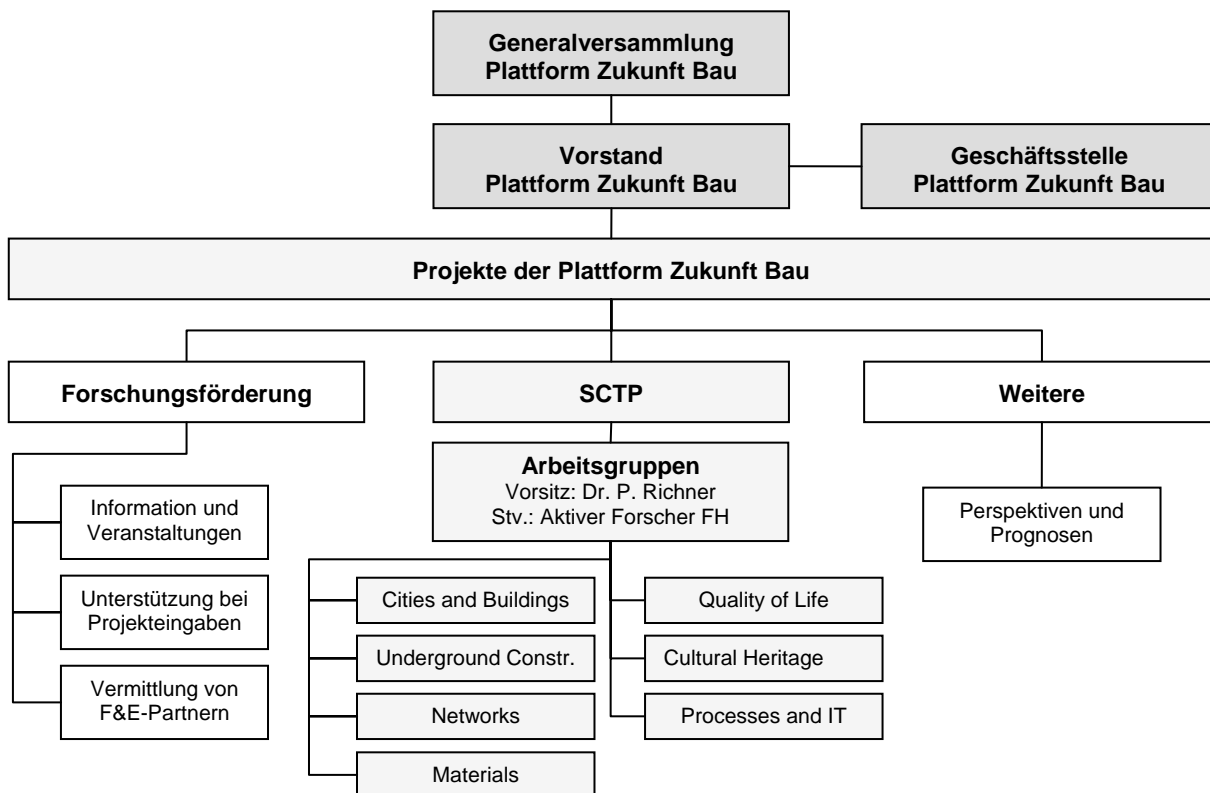 Generalversammlung
Plattform Zukunft Bau
Vorstand
Plattform Zukunft Bau
Geschäftsstelle
Plattform Zukunft Bau
Projekte der Plattform Zukunft Bau
Forschungsförderung
SCTP
Weitere
Arbeitsgruppen
Vorsitz: Dr. P. Richner
Stv.: Aktiver Forscher FH
Information und
Veranstaltungen
Unterstützung bei
Projekteingaben
Vermittlung von
F&E-Partnern
Cities and Buildings
Underground Constr.
Networks
Materials
Quality of Life
Cultural Heritage
Processes and IT
Perspektiven und
Prognosen